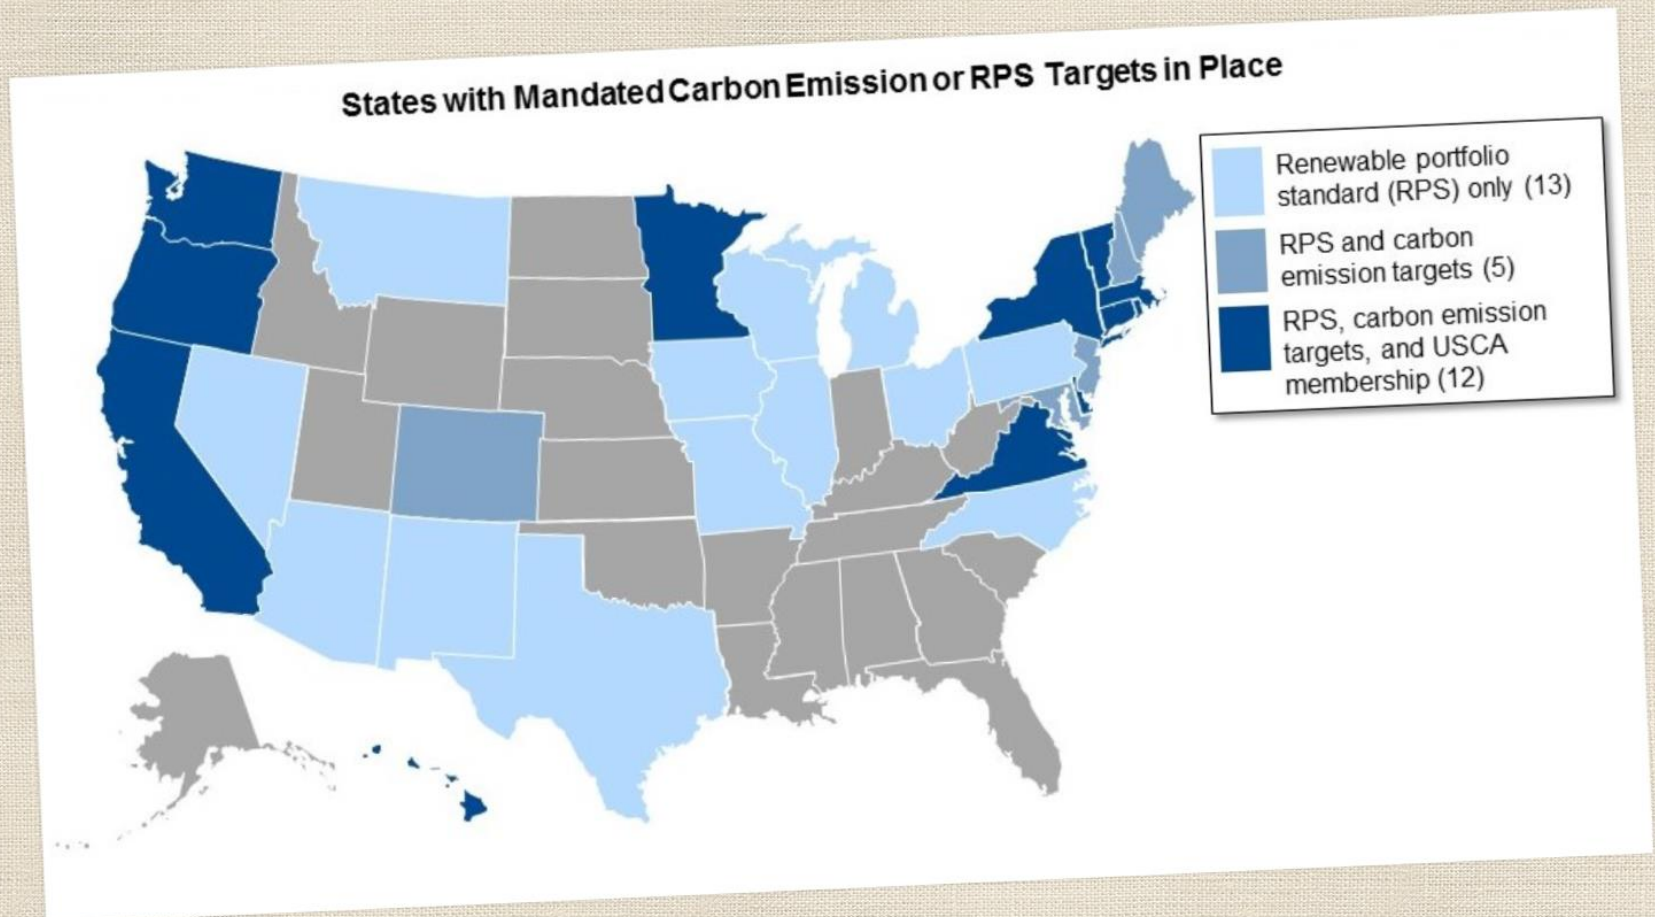 States with Mandated Carbon Emission or RPS Targets in Place
Renewable portfolio
standard (RPS) only (13)
RPS and carbon
emission targets (5)
RPS, carbon emission
targets, and USCA
membership (12)